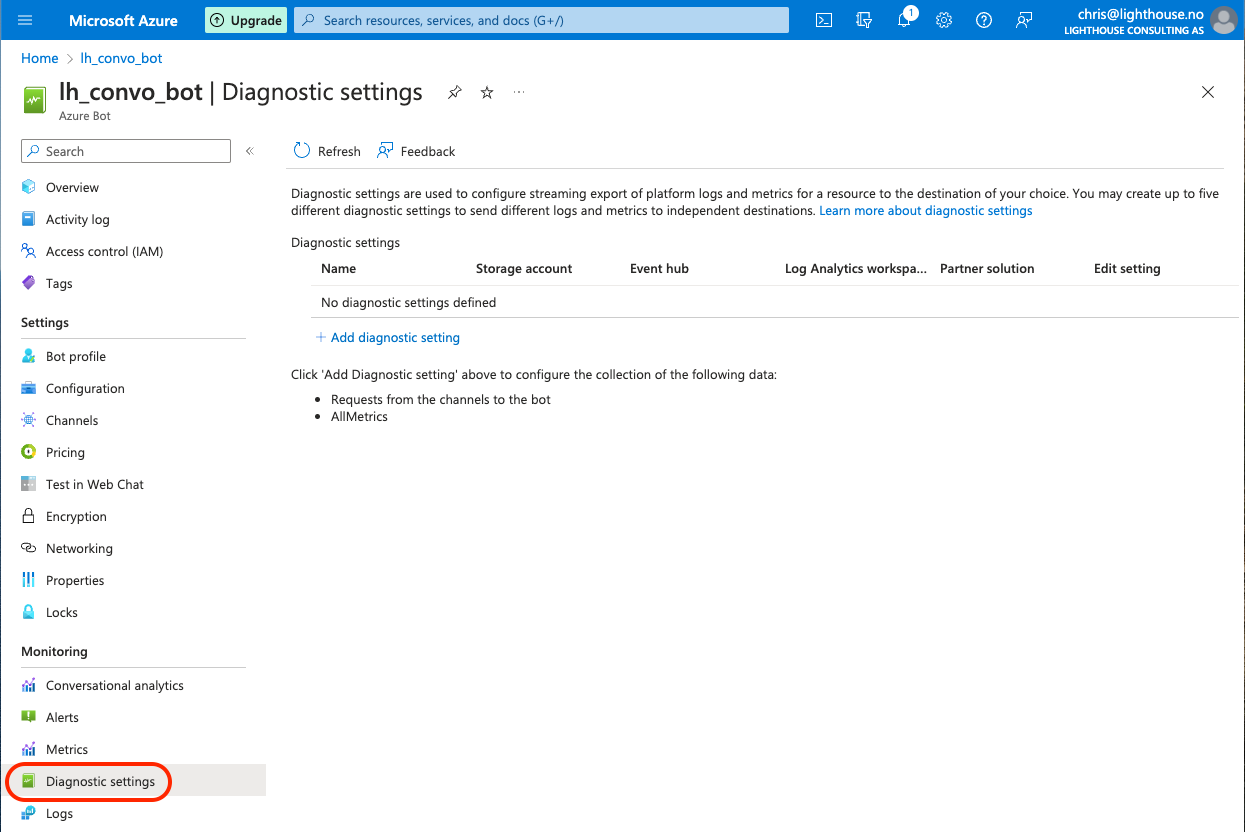 Microsoft Azure
Upgrade
Search resources, services, and docs (G+/)
1
chris@lighthouse.no
LIGHTHOUSE CONSULTING AS
Home > lh_convo_bot
lh_convo_bot | Diagnostic settings
Azure Bot
Search
Overview
Activity log
Access control (IAM)
Tags
Settings
Bot profile
Configuration
Channels
Pricing
Test in Web Chat
Encryption
Networking
Properties
Locks
Monitoring
Conversational analytics
Alerts
Metrics
Diagnostic settings
Logs
Refresh Feedback
Diagnostic settings are used to configure streaming export of platform logs and metrics for a resource to the destination of your choice. You may create up to five
different diagnostic settings to send different logs and metrics to independent destinations. Learn more about diagnostic settings
Diagnostic settings
Name Storage account Event hub Log Analytics workspa... Partner solution Edit setting
No diagnostic settings defined
+ Add diagnostic setting
Click 'Add Diagnostic setting' above to configure the collection of the following data:
• Requests from the channels to the bot
• AllMetrics